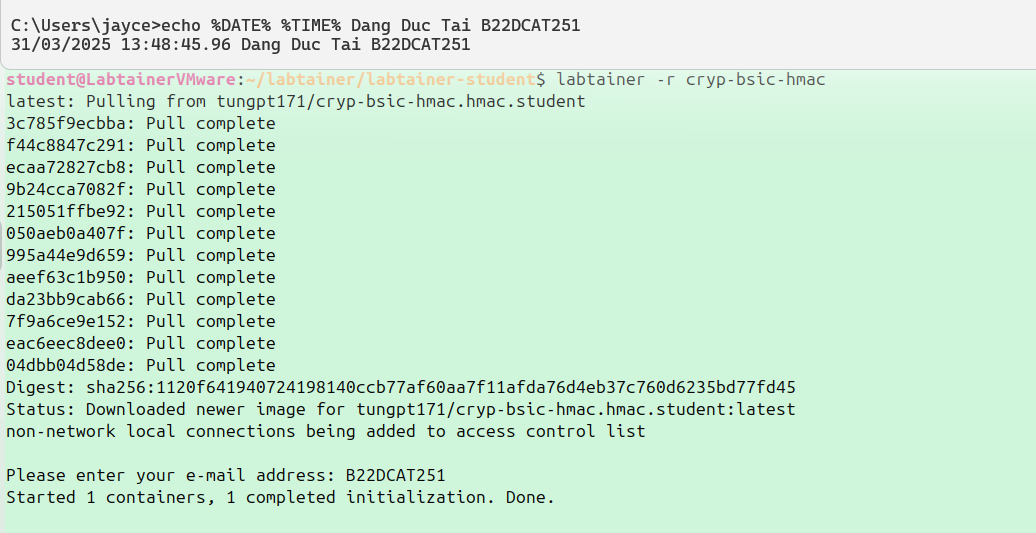 C:\Users\jayce>echo %DATE% %TIME% Dang Duc Tai B22DCAT251
31/03/2025 13:48:45.96 Dang Duc Tai B22DCAT251
student@LabtainerVMware:~/labtainer/labtainer-student$ labtainer -r cryp-bsic-hmac
latest: Pulling from tungpt171/cryp-bsic-hmac.hmac.student
3c785f9ecbba: Pull complete
f44c8847c291: Pull complete
ecaa72827cb8: Pull complete
9b24cca7082f: Pull complete
215051ffbe92: Pull complete
050aeb0a407f: Pull complete
995a44e9d659: Pull complete
aeef63c1b950: Pull complete
da23bb9cab66: Pull complete
7f9a6ce9e152: Pull complete
eac6eec8dee0: Pull complete
04dbb04d58de: Pull complete
Digest: sha256:1120f641940724198140ccb77af60aa7f11afda76d4eb37c760d6235bd77fd45
Status: Downloaded newer image for tungpt171/cryp-bsic-hmac.hmac.student:latest
non-network local connections being added to access control list
Please enter your e-mail address: B22DCAT251
Started 1 containers, 1 completed initialization. Done.